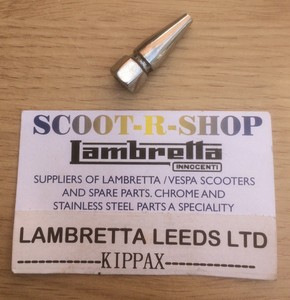 SCOOT-R-SHOP
Lambretta
INNOCENTI
SUPPLIERS OF LAMBRETTA / VESPA SCOOTERS
AND SPARE PARTS. CHROME AND
STAINLESS STEEL PARTS A SPECIALITY
LAMBRETTA LEEDS LTD
--------------KIPPAX--------------